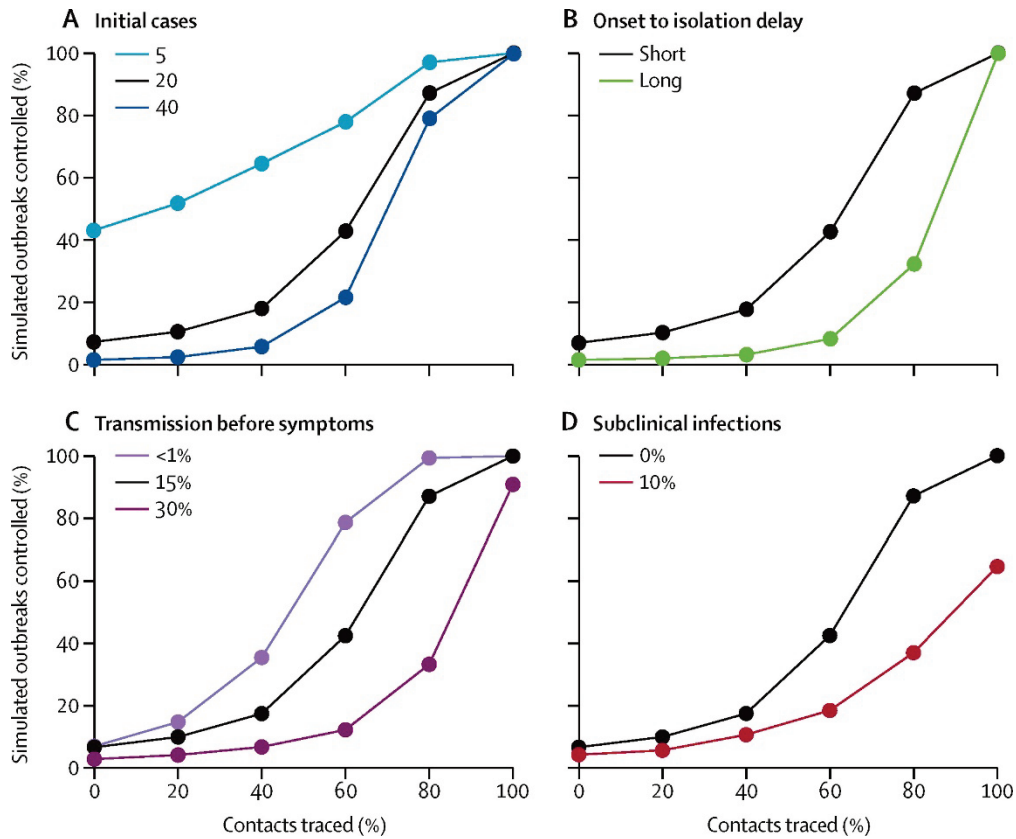 A Initial cases
5
20
40
100
80
60
40
20
0
Simulated outbreaks controlled (%)
B Onset to isolation delay
Short
Long
C Transmission before symptoms
<1%
15%
30%
100
80
60
40
20
0
Simulated outbreaks controlled (%)
0 20 40 60 80 100
Contacts traced (%)
D Subclinical infections
0%
10%
0 20 40 60 80 100
Contacts traced (%)